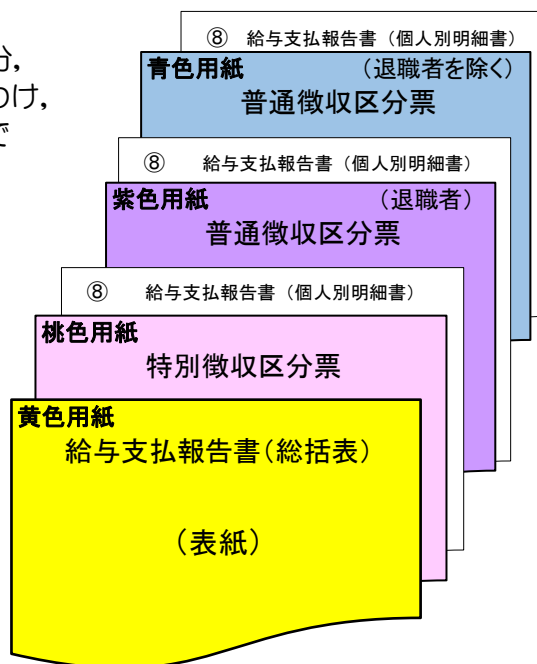 分，
つけ，
で
⑧ 給与支払報告書（個人別明細書）
青色用紙 （退職者を除く）
普通徴収区分票
⑧ 給与支払報告書（個人別明細書）
紫色用紙 （退職者）
普通徴収区分票
⑧ 給与支払報告書（個人別明細書）
桃色用紙
特別徴収区分票
黄色用紙
給与支払報告書（総括表）
（表紙）